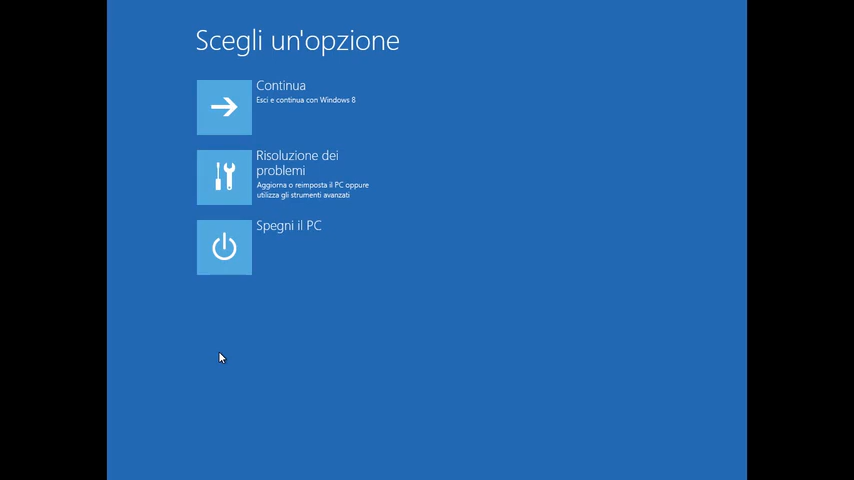 Scegli un'opzione
Continua
Esci e continua con Windows 8
Risoluzione dei
problemi
Aggiorna o reimposta il PC oppure
utilizza gli strumenti avanzati
Spegni il PC